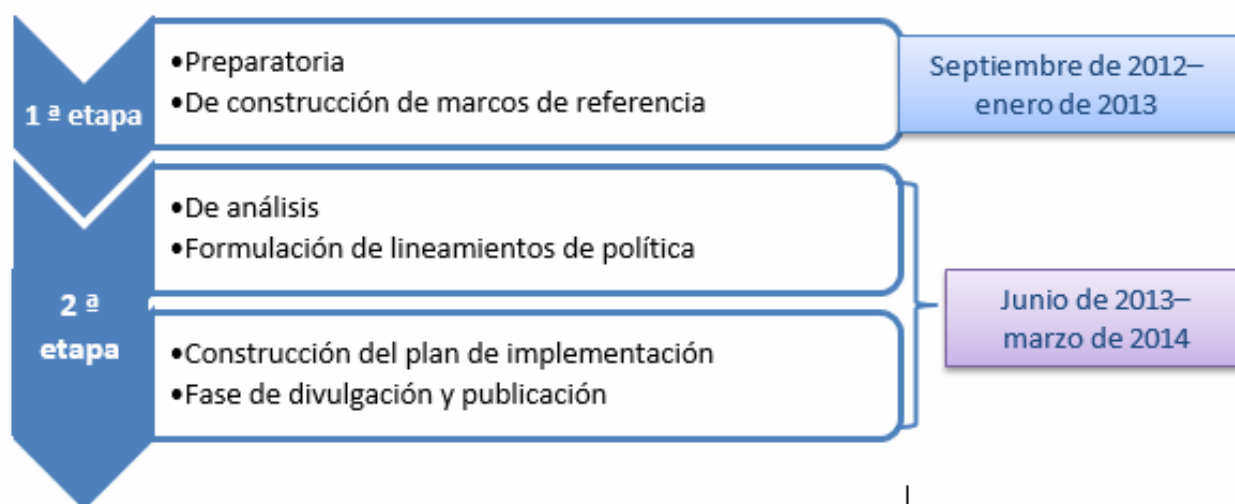 1 ª etapa
•Preparatoria
•De construcción de marcos de referencia
Septiembre de 2012–
enero de 2013
2 ª
etapa
•De análisis
•Formulación de lineamientos de política
•Construcción del plan de implementación
•Fase de divulgación y publicación
Junio de 2013–
marzo de 2014